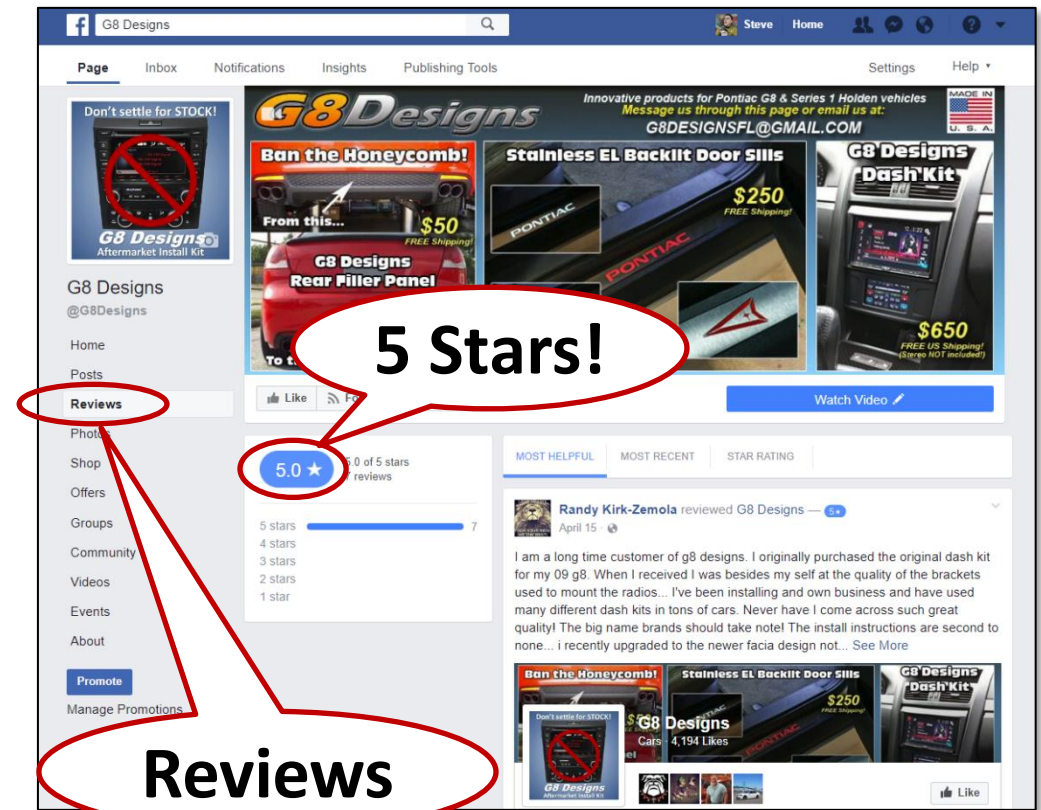 G8 Designs
Steve Home
Page Inbox Notifications Insights Publishing Tools Settings Help
Don't settle for STOCK!
G8 Designs
Aftermarket Install Kit
G8 Designs
@G8Designs
Home
Posts
Reviews
Photos
Shop
Offers
Groups
Community
Videos
Events
About
Promote
Manage Promotions
G8Designs
Innovative products for Pontiac G8 & Series 1 Holden vehicles
Message us through this page or email us at:
G8DESIGNSFL@GMAIL.COM
MADE IN
U. S. A.
Ban the Honeycomb!
From this...
$50
FREE Shipping!
G8 Designs
Rear Filler Panel
To t
Stainless EL Backlit Door Sills
$250
FREE Shipping!
PONTIAC
PONTIAC
G8 Designs
Dash Kit
$650
FREE US Shipping!
(Stereo NOT included!)
5 Stars!
Like Fo
Watch Video
5.0 ★
5.0 of 5 stars
7 reviews
5 stars 7
4 stars
3 stars
2 stars
1 star
MOST HELPFUL MOST RECENT STAR RATING
Randy Kirk-Zemola reviewed G8 Designs — 5★
April 15 ·
I am a long time customer of g8 designs. I originally purchased the original dash kit
for my 09 g8. When I received I was besides my self at the quality of the brackets
used to mount the radios... I've been installing and own business and have used
many different dash kits in tons of cars. Never have I come across such great
quality! The big name brands should take note! The install instructions are second to
none... i recently upgraded to the newer facia design not... See More
Ban the Honeycomb!
Stainless EL Backlit Door Sills
$250
FREE Shipping!
G8 Designs
Dash Kit
Don't settle for STOCK!
G8 Designs
Aftermarket Install Kit
G8 Designs
Cars · 4,194 Likes
Like
Reviews